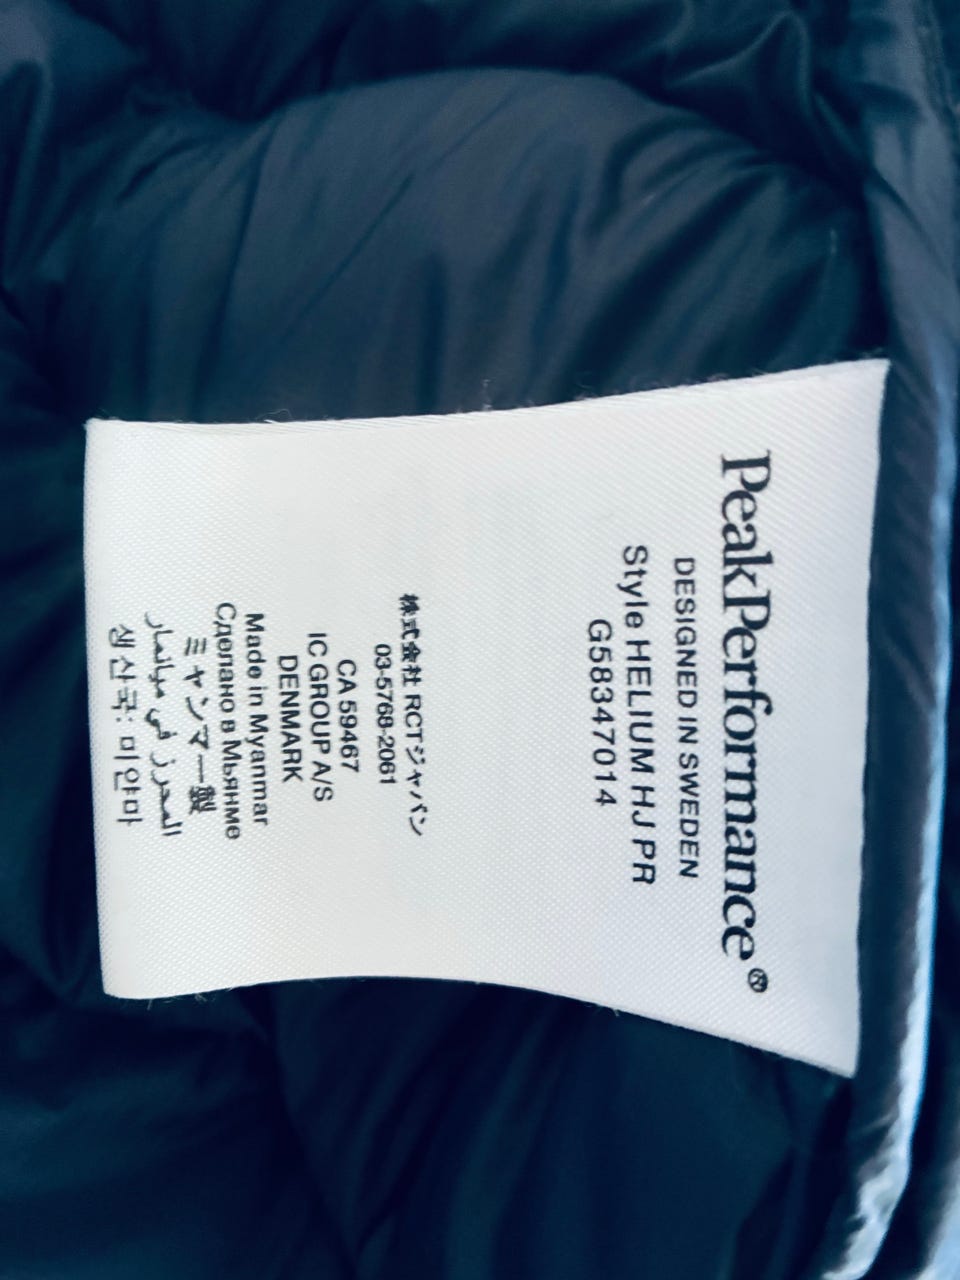 PeakPerformance®
DESIGNED IN SWEDEN
Style HELIUM HJ PR
G58347014
株式会社 RCTジャパン
03-5768-2061
CA 59467
IC GROUP A/S
DENMARK
Made in Myanmar
Сделано в Мьянме
ミャンマー製
المحرز في ميانمار
생산국: 미얀마